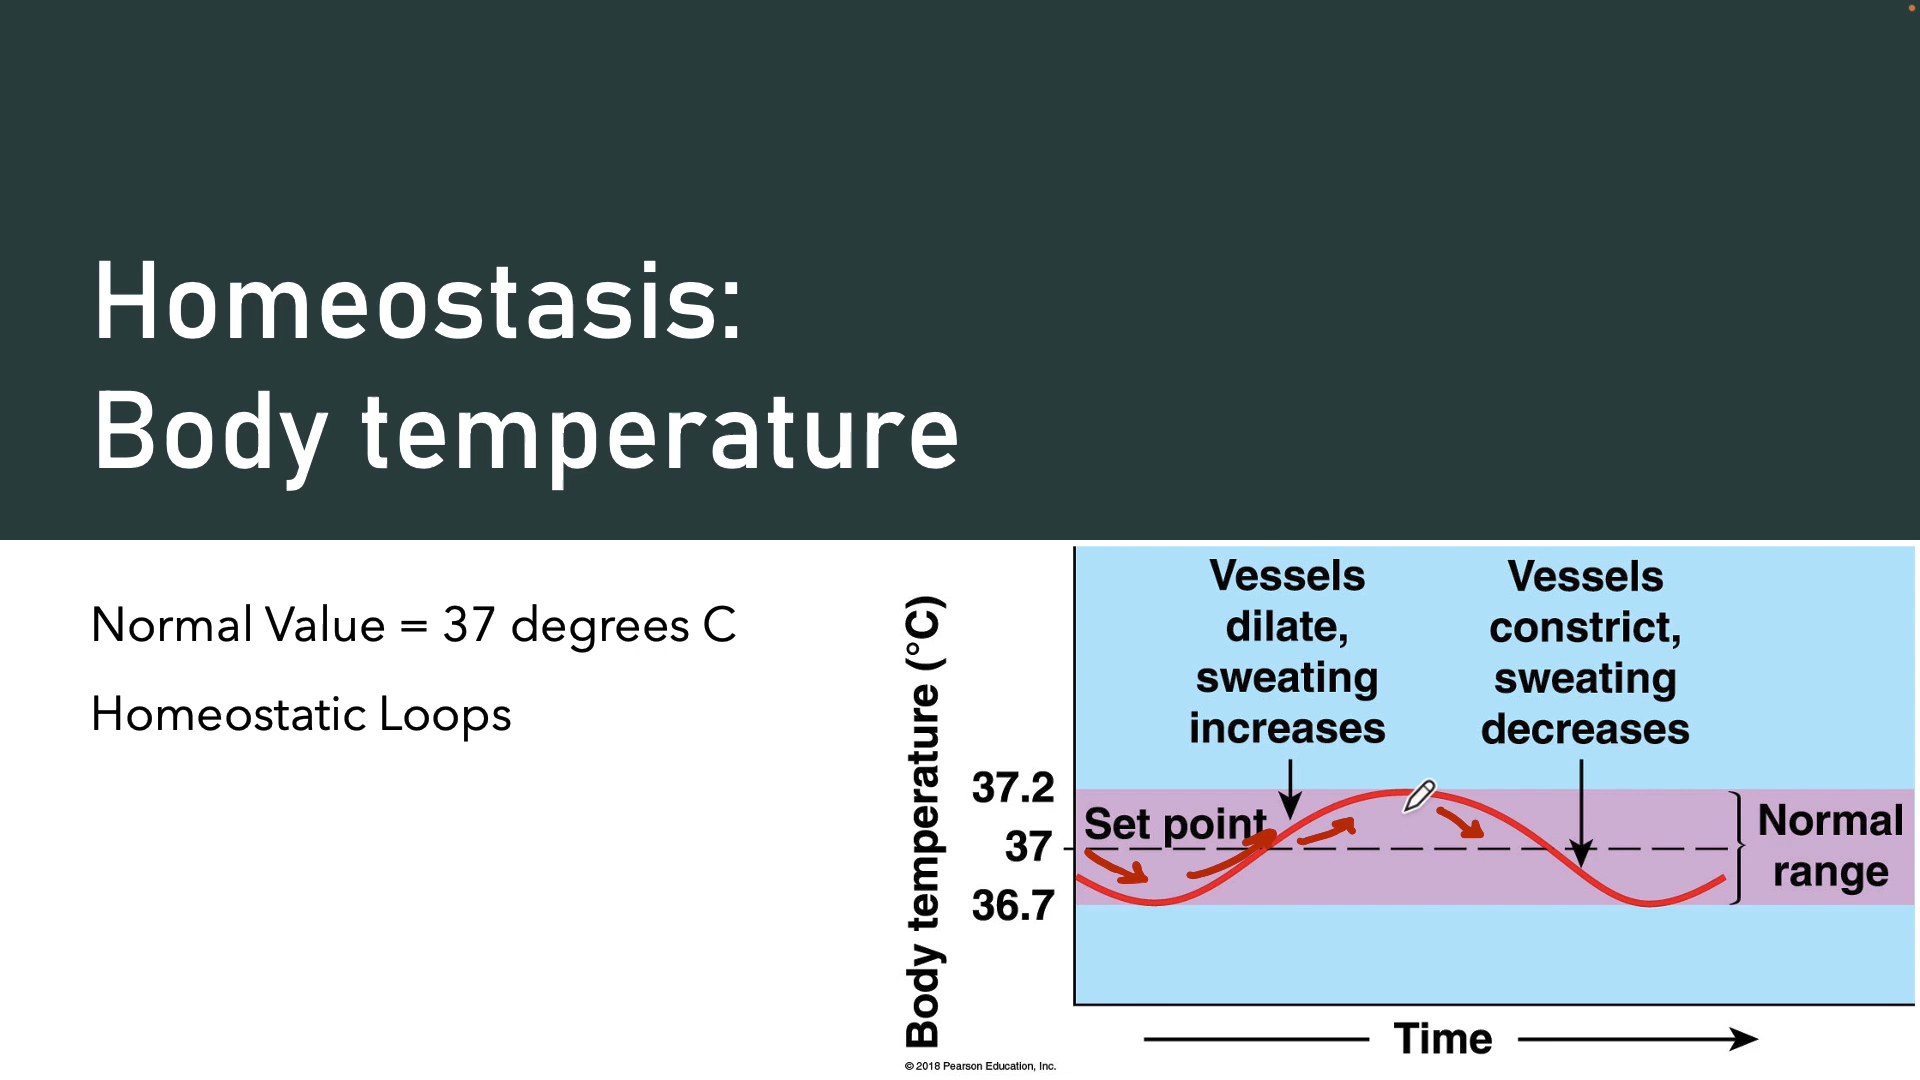 Homeostasis:
Body temperature
Normal Value = 37 degrees C
Homeostatic Loops
Body temperature (°C)
Vessels
dilate,
sweating
increases
Vessels
constrict,
sweating
decreases
37.2
Set point
37
36.7
Normal
range
Time
© 2018 Pearson Education, Inc.